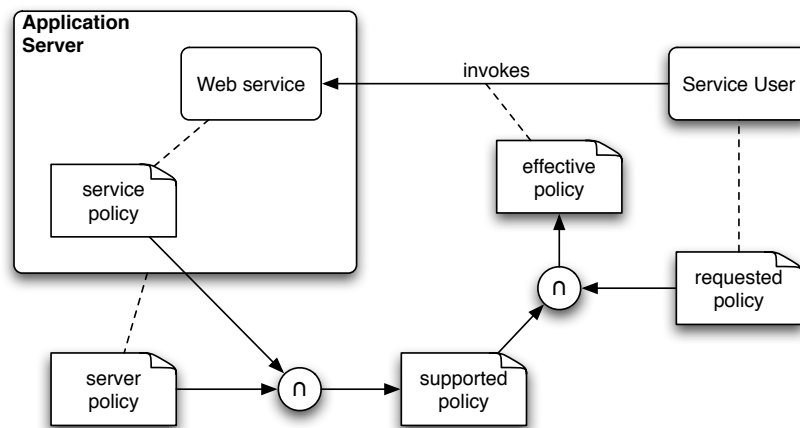 Application
Server
Web service
invokes
Service User
service
policy
effective
policy
requested
policy
∩
server
policy
∩
supported
policy